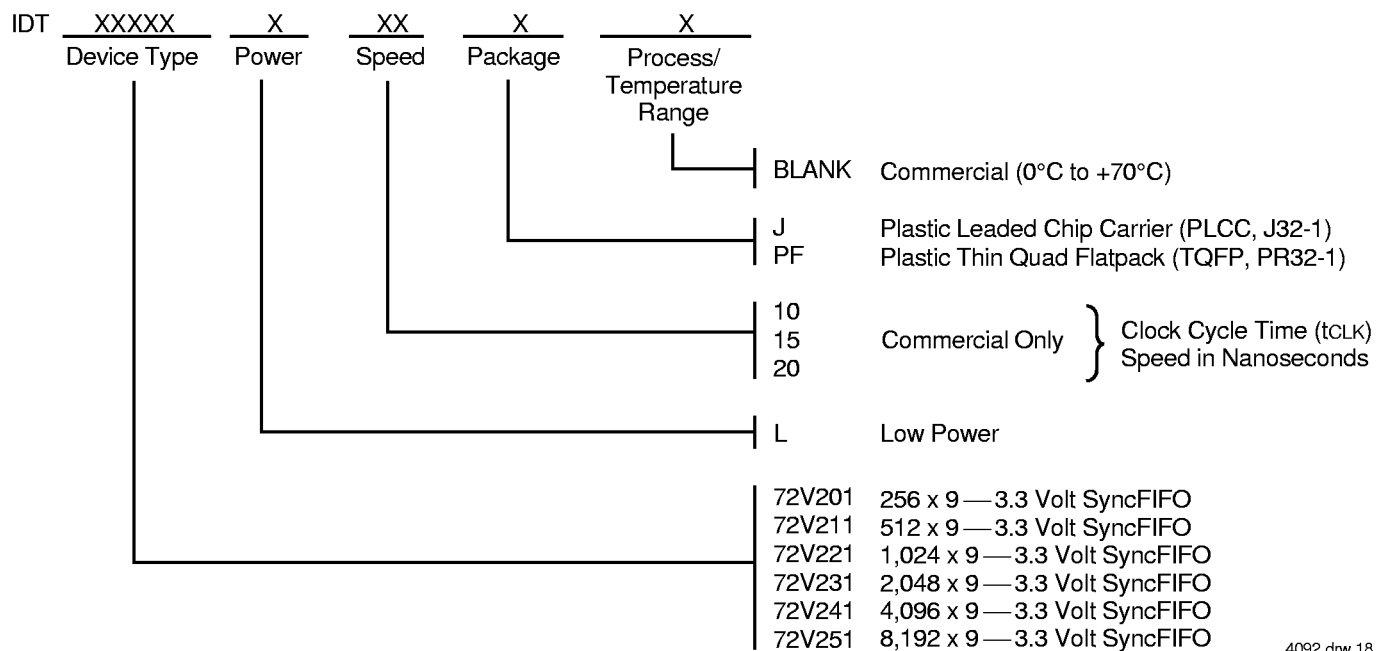 IDT XXXXX X XX X X
Device Type Power Speed Package Process/
Temperature
Range
BLANK Commercial (0°C to +70°C)
J Plastic Leaded Chip Carrier (PLCC, J32-1)
PF Plastic Thin Quad Flatpack (TQFP, PR32-1)
10
15 Commercial Only } Clock Cycle Time (tCLK)
20 Speed in Nanoseconds
L Low Power
72V201 256 x 9 — 3.3 Volt SyncFIFO
72V211 512 x 9 — 3.3 Volt SyncFIFO
72V221 1,024 x 9 — 3.3 Volt SyncFIFO
72V231 2,048 x 9 — 3.3 Volt SyncFIFO
72V241 4,096 x 9 — 3.3 Volt SyncFIFO
72V251 8,192 x 9 — 3.3 Volt SyncFIFO
4092 drw 18